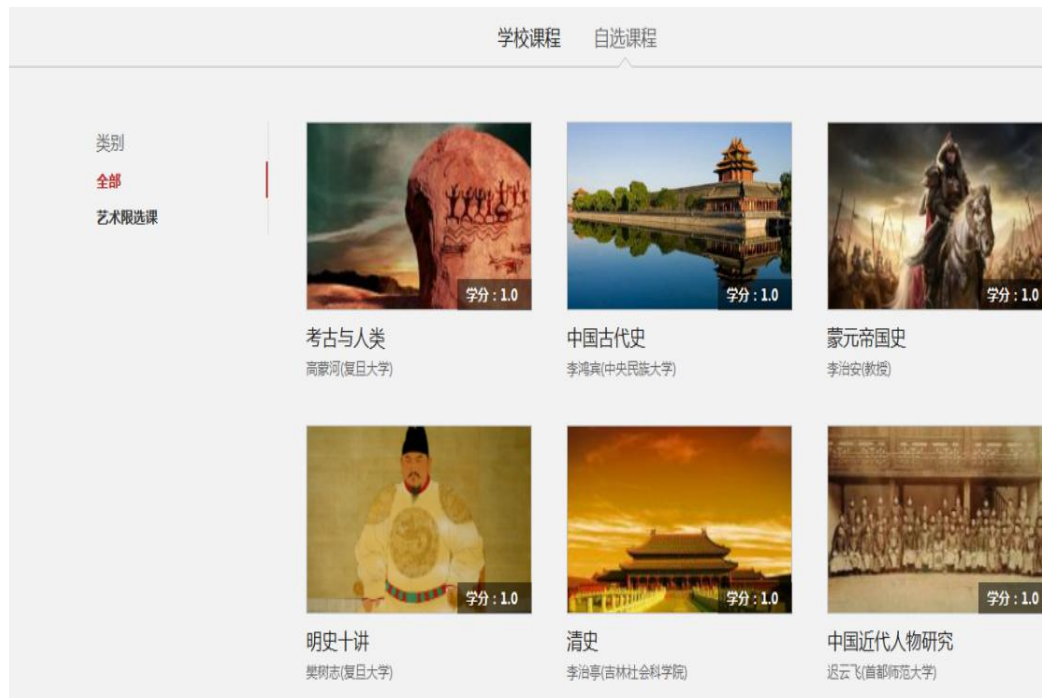 学校课程 自选课程
类别
全部
艺术限选课
学分：1.0 学分：1.0 学分：1.0
考古与人类 中国古代史 蒙元帝国史
高蒙河(复旦大学) 李鸿宾(中央民族大学) 李治安(教授)
学分：1.0 学分：1.0 学分：1.0
明史十讲 清史 中国近代人物研究
樊树志(复旦大学) 李治亭(吉林社会科学院) 迟云飞(首都师范大学)